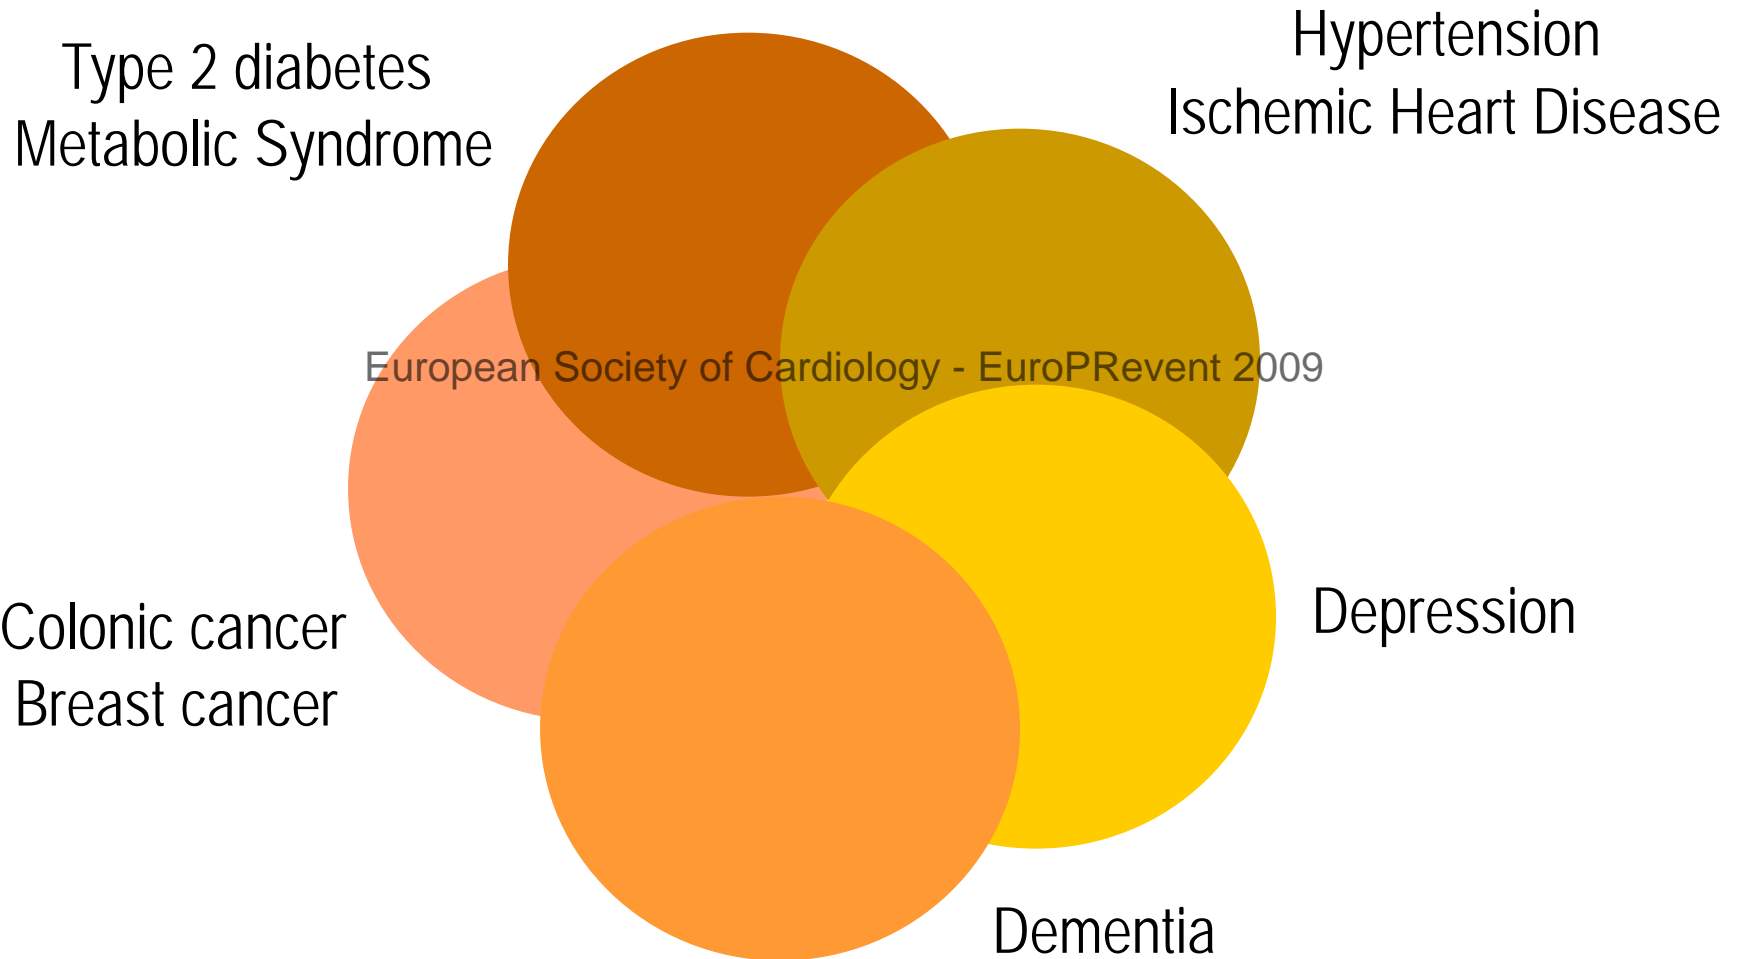 Type 2 diabetes
Metabolic Syndrome
Hypertension
Ischemic Heart Disease
European Society of Cardiology - EuroPRevent 2009
Colonic cancer
Breast cancer
Depression
Dementia